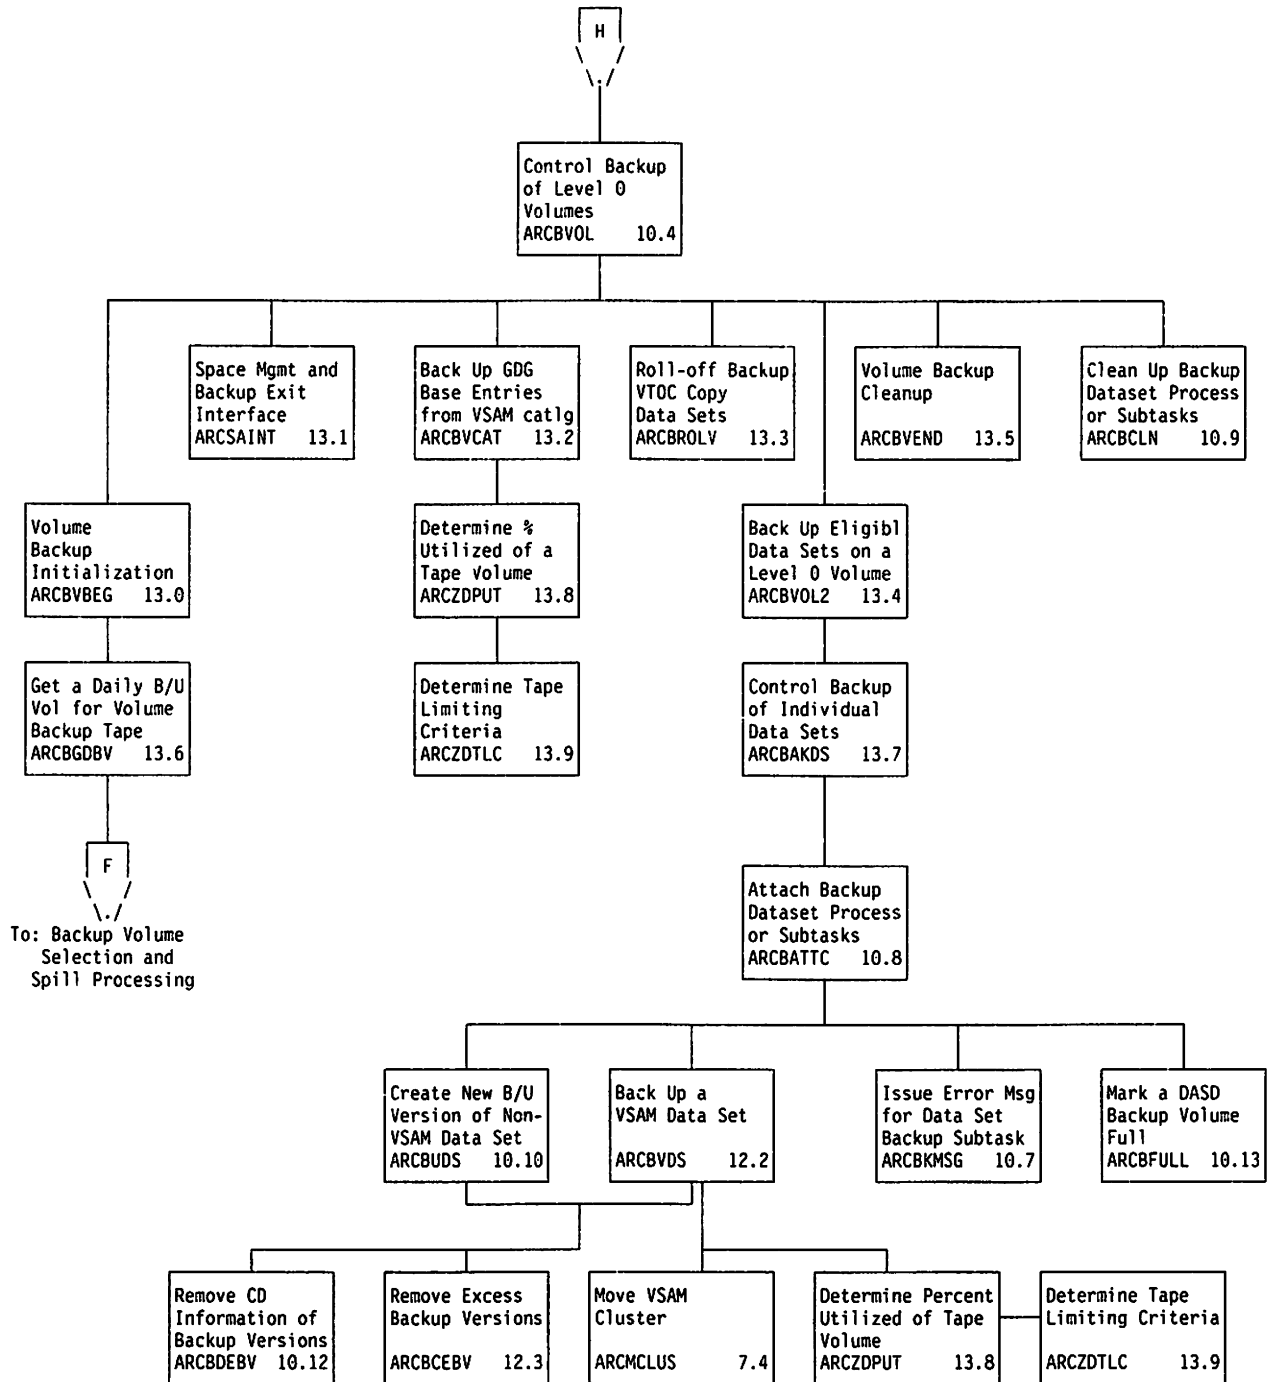 H
Control Backup
of Level 0
Volumes
ARCBVOL 10.4
Space Mgmt and
Backup Exit
Interface
ARCSAINT 13.1
Back Up GDG
Base Entries
from VSAM catlg
ARCBVCAT 13.2
Roll-off Backup
VTOC Copy
Data Sets
ARCBROLV 13.3
Volume Backup
Cleanup
ARCBVEND 13.5
Clean Up Backup
Dataset Process
or Subtasks
ARCBCLN 10.9
Volume
Backup
Initialization
ARCBVBEG 13.0
Determine %
Utilized of a
Tape Volume
ARCZDPUT 13.8
Back Up Eligibl
Data Sets on a
Level 0 Volume
ARCBVOL2 13.4
Get a Daily B/U
Vol for Volume
Backup Tape
ARCBGDBV 13.6
Determine Tape
Limiting
Criteria
ARCZDTLC 13.9
Control Backup
of Individual
Data Sets
ARCBAKDS 13.7
F
To: Backup Volume
Selection and
Spill Processing
Attach Backup
Dataset Process
or Subtasks
ARCBATTC 10.8
Create New B/U
Version of Non-
VSAM Data Set
ARCBUDS 10.10
Back Up a
VSAM Data Set
ARCBVDS 12.2
Issue Error Msg
for Data Set
Backup Subtask
ARCBKMSG 10.7
Mark a DASD
Backup Volume
Full
ARCBFULL 10.13
Remove CD
Information of
Backup Versions
ARCBDEBV 10.12
Remove Excess
Backup Versions
ARCBCEBV 12.3
Move VSAM
Cluster
ARCMCLUS 7.4
Determine Percent
Utilized of Tape
Volume
ARCZDPUT 13.8
Determine Tape
Limiting Criteria
ARCZDTLC 13.9